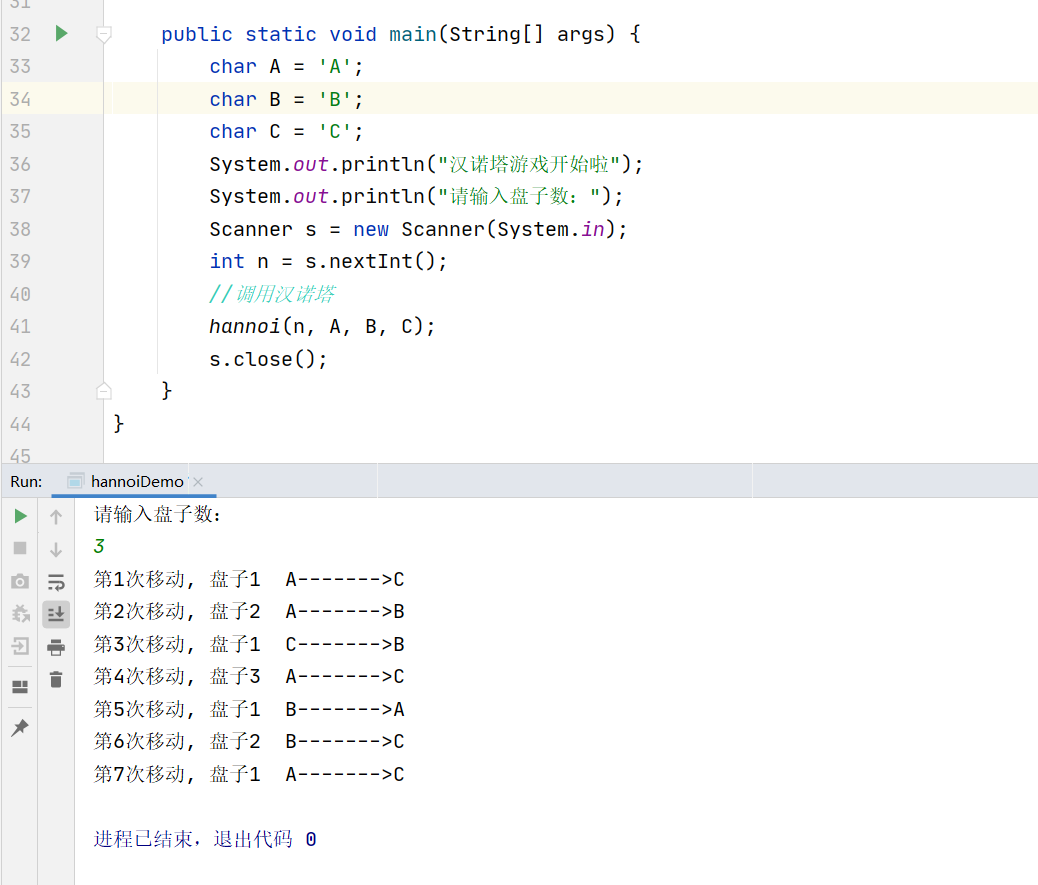 31
32 public static void main(String[] args) {
33 char A = 'A';
34 char B = 'B';
35 char C = 'C';
36 System.out.println("汉诺塔游戏开始啦");
37 System.out.println("请输入盘子数：");
38 Scanner s = new Scanner(System.in);
39 int n = s.nextInt();
40 //调用汉诺塔
41 hannoi(n, A, B, C);
42 s.close();
43 }
44 }
45
Run: hannoiDemo
请输入盘子数：
3
第1次移动, 盘子1  A------->C
第2次移动, 盘子2  A------->B
第3次移动, 盘子1  C------->B
第4次移动, 盘子3  A------->C
第5次移动, 盘子1  B------->A
第6次移动, 盘子2  B------->C
第7次移动, 盘子1  A------->C
进程已结束，退出代码 0